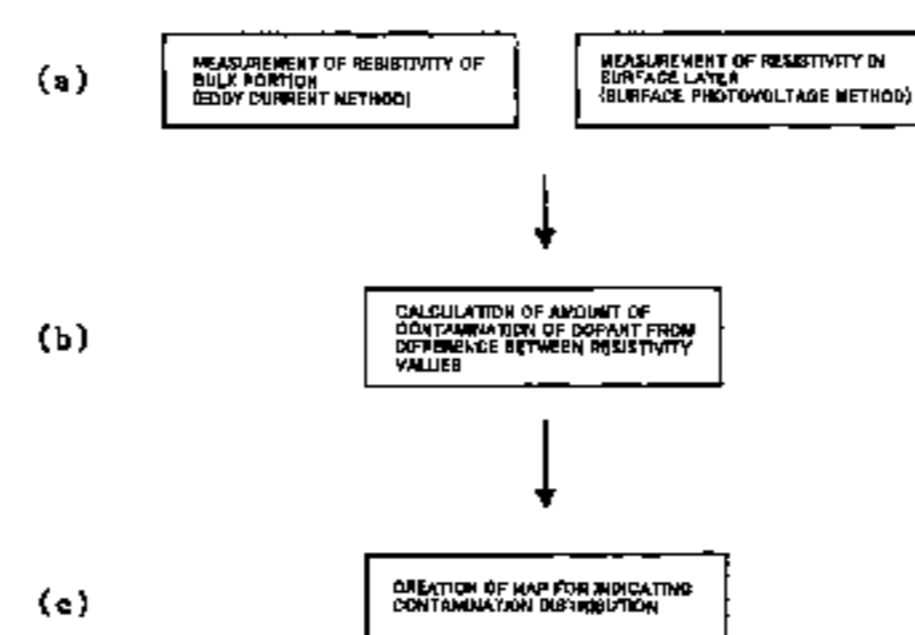 (a)
MEASUREMENT OF RESISTIVITY OF
BULK PORTION
(EDDY CURRENT METHOD)
MEASUREMENT OF RESISTIVITY IN
SURFACE LAYER
(SURFACE PHOTOVOLTAGE METHOD)
(b)
CALCULATION OF AMOUNT OF
CONTAMINATION OF DOPANT FROM
DIFFERENCE BETWEEN RESISTIVITY
VALUES
(c)
CREATION OF MAP FOR INDICATING
CONTAMINATION DISTRIBUTION